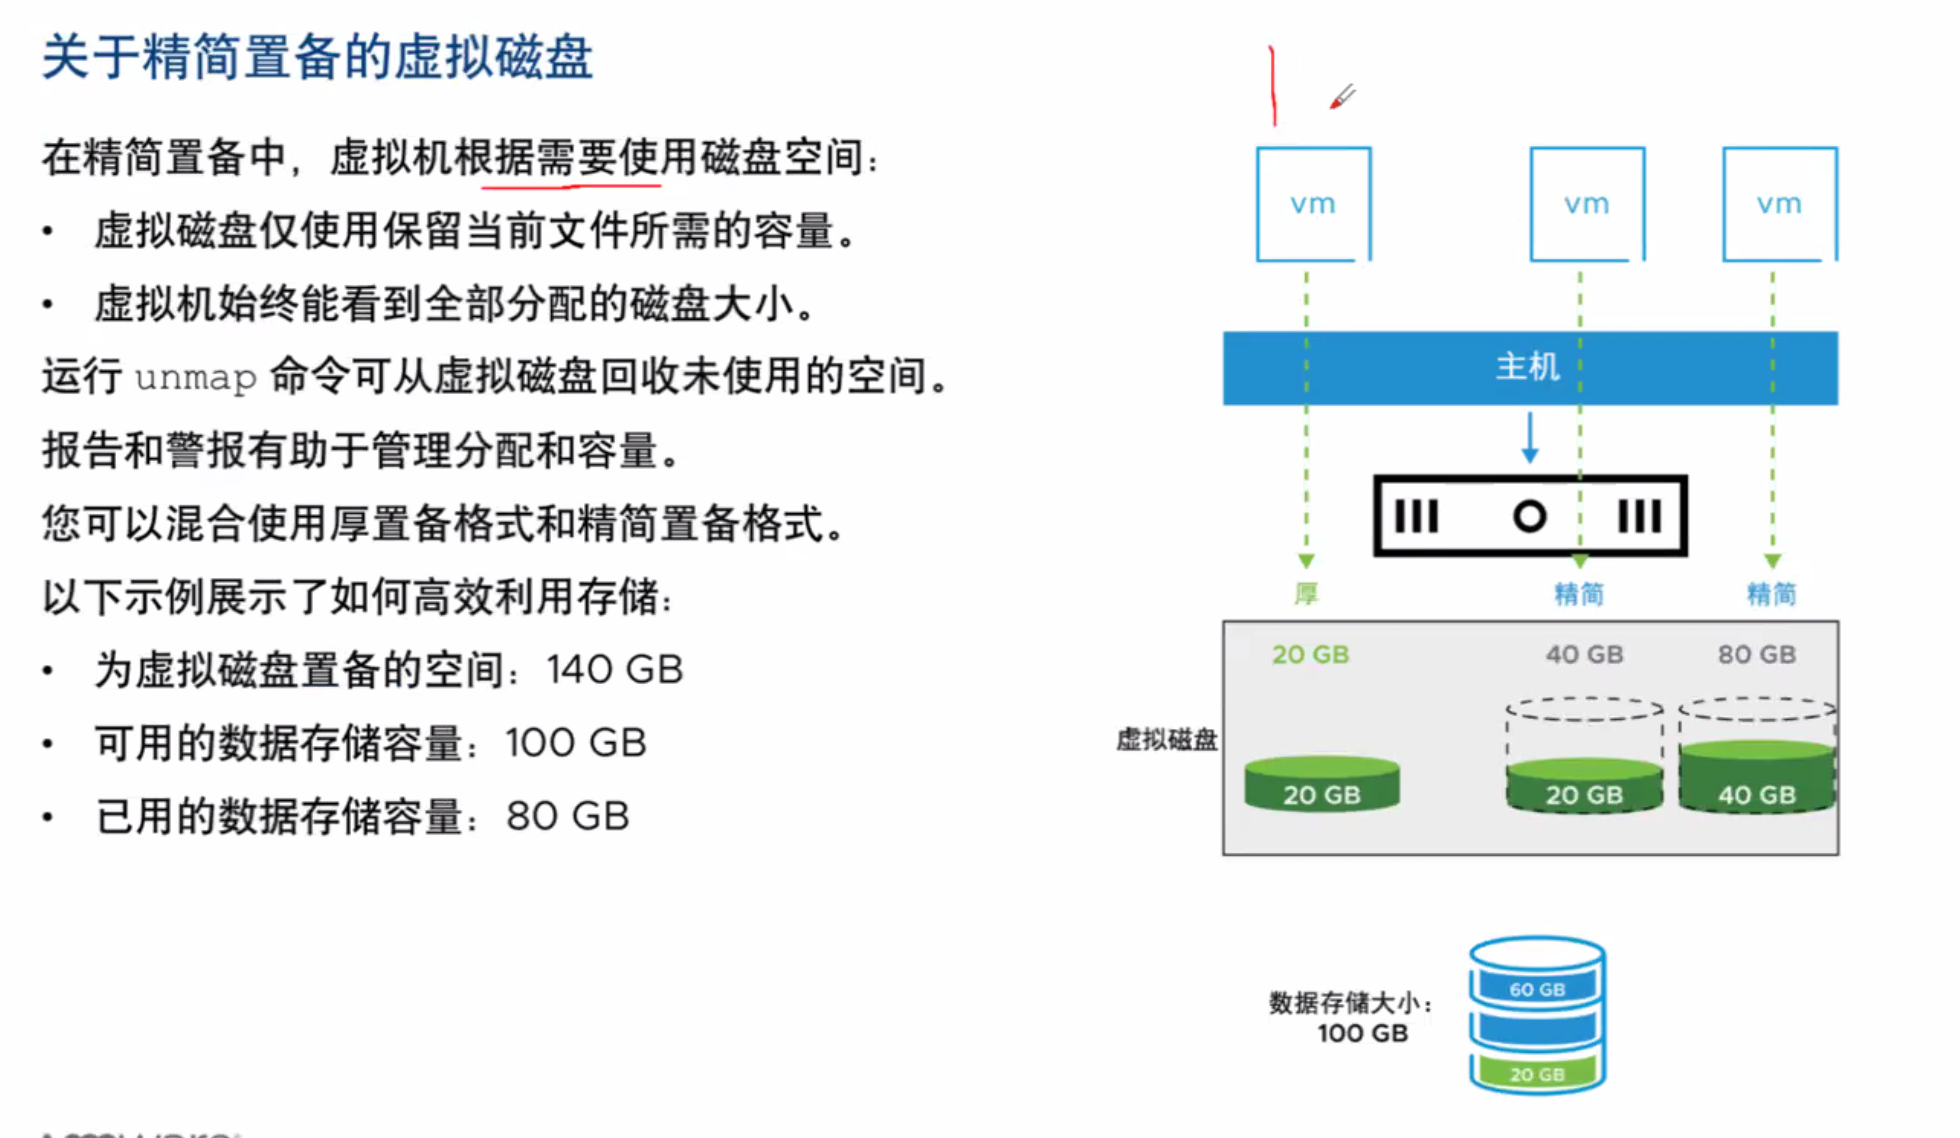 关于精简置备的虚拟磁盘
在精简置备中，虚拟机根据需要使用磁盘空间：
• 虚拟磁盘仅使用保留当前文件所需的容量。
• 虚拟机始终能看到全部分配的磁盘大小。
运行 unmap 命令可从虚拟磁盘回收未使用的空间。
报告和警报有助于管理分配和容量。
您可以混合使用厚置备格式和精简置备格式。
以下示例展示了如何高效利用存储：
• 为虚拟磁盘置备的空间：140 GB
• 可用的数据存储容量：100 GB
• 已用的数据存储容量：80 GB
vm
vm
vm
主机
厚
精简
精简
20 GB
40 GB
80 GB
虚拟磁盘
20 GB
20 GB
40 GB
数据存储大小：
100 GB
60 GB
20 GB